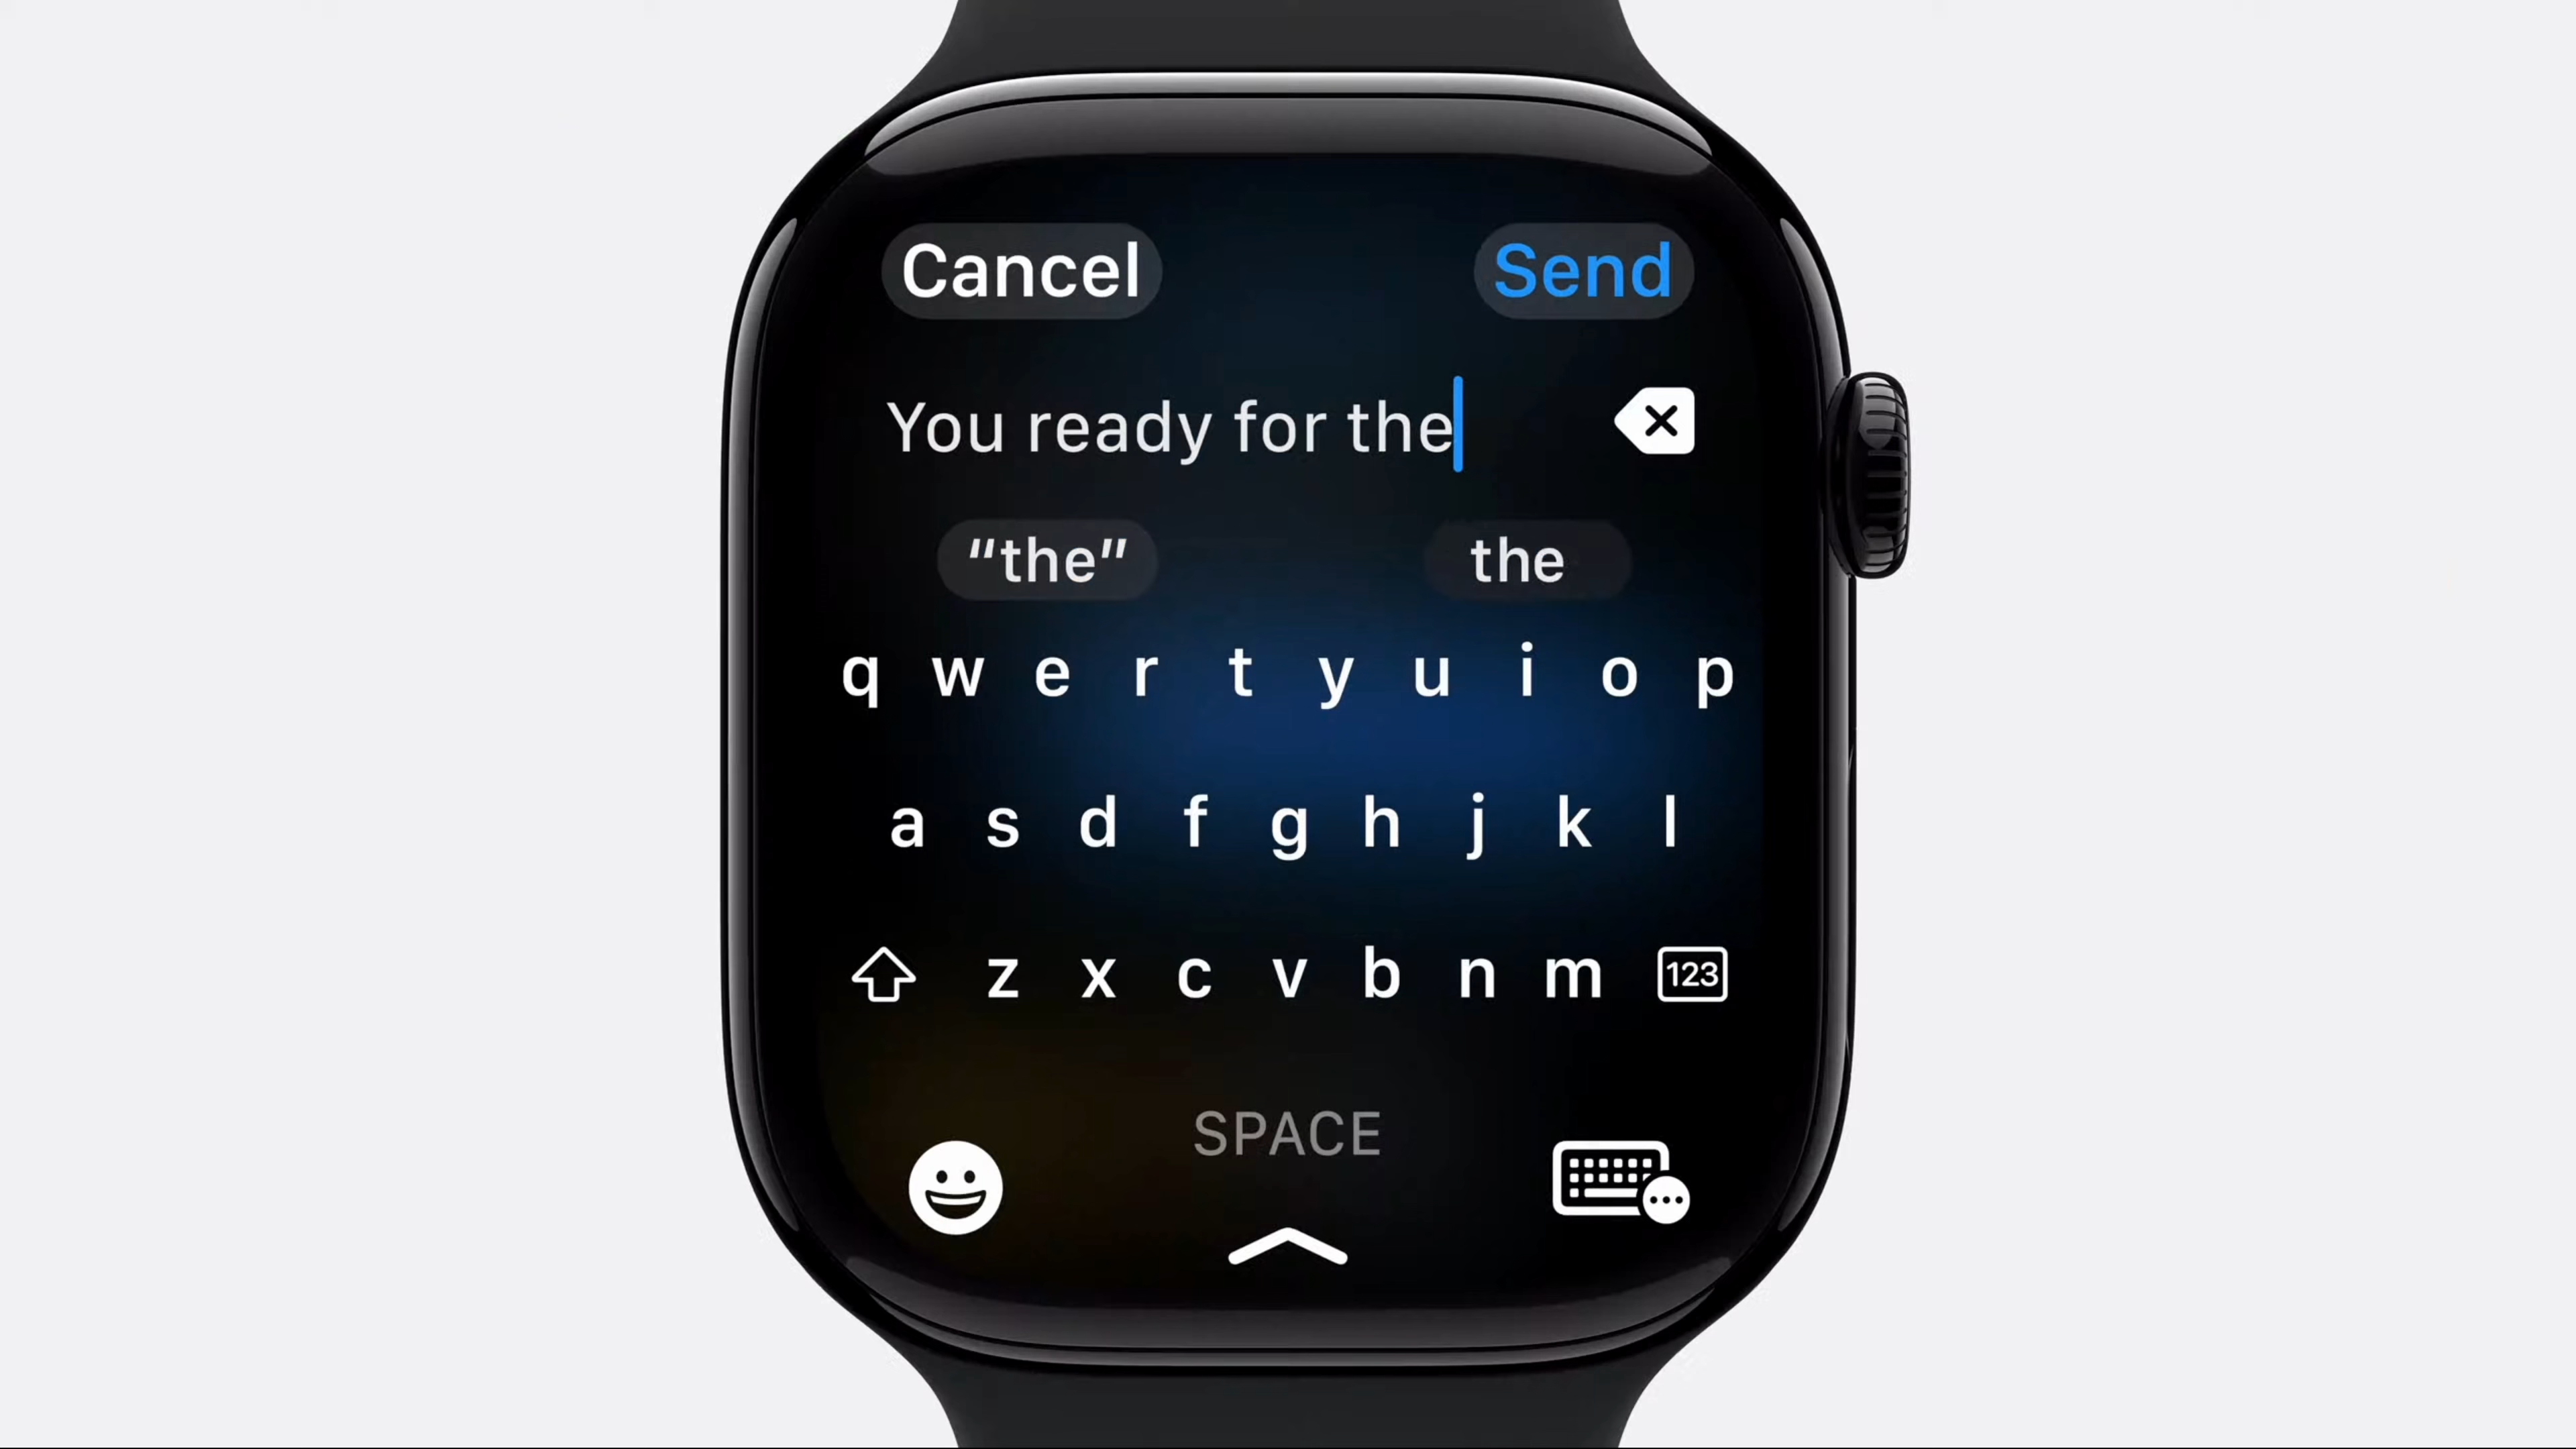 Cancel Send
You ready for the
“the” the
q w e r t y u i o p
a s d f g h j k l
z x c v b n m 123
SPACE